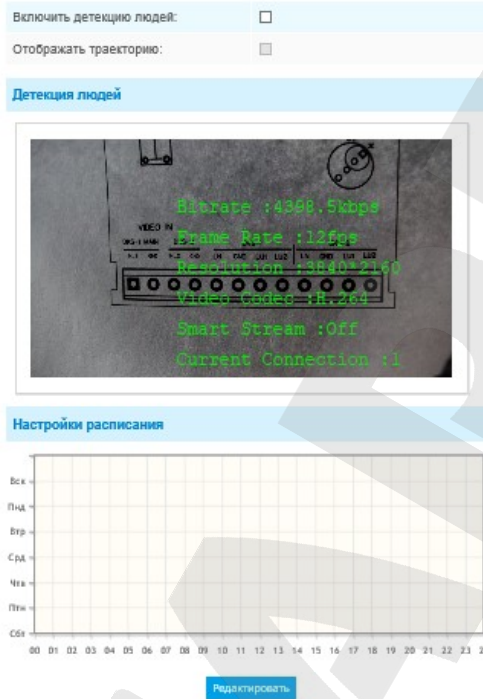 Включить детекцию людей:
Отображать траекторию:
Детекция людей
VIDEO IN
Bitrate :4398.5kbps
Frame Rate :12fps
Resolution :3840*2160
Video Codec :H.264
Smart Stream :Off
Current Connection :1
Настройки расписания
Вск
Пнд
Втр
Срд
Чтв
Птн
Сбт
00 01 02 03 04 05 06 07 08 09 10 11 12 13 14 15 16 17 18 19 20 21 22 23
Редактировать